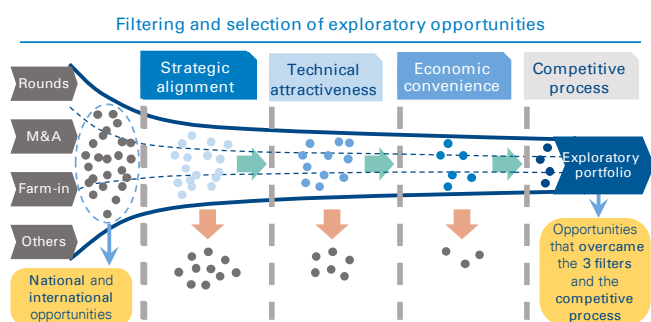 Filtering and selection of exploratory opportunities
Rounds
M&A
Farm-in
Others
Strategic
alignment
Technical
attractiveness
Economic
convenience
Competitive
process
Exploratory
portfolio
National and
international
opportunities
Opportunities
that overcame
the 3 filters
and the
competitive
process